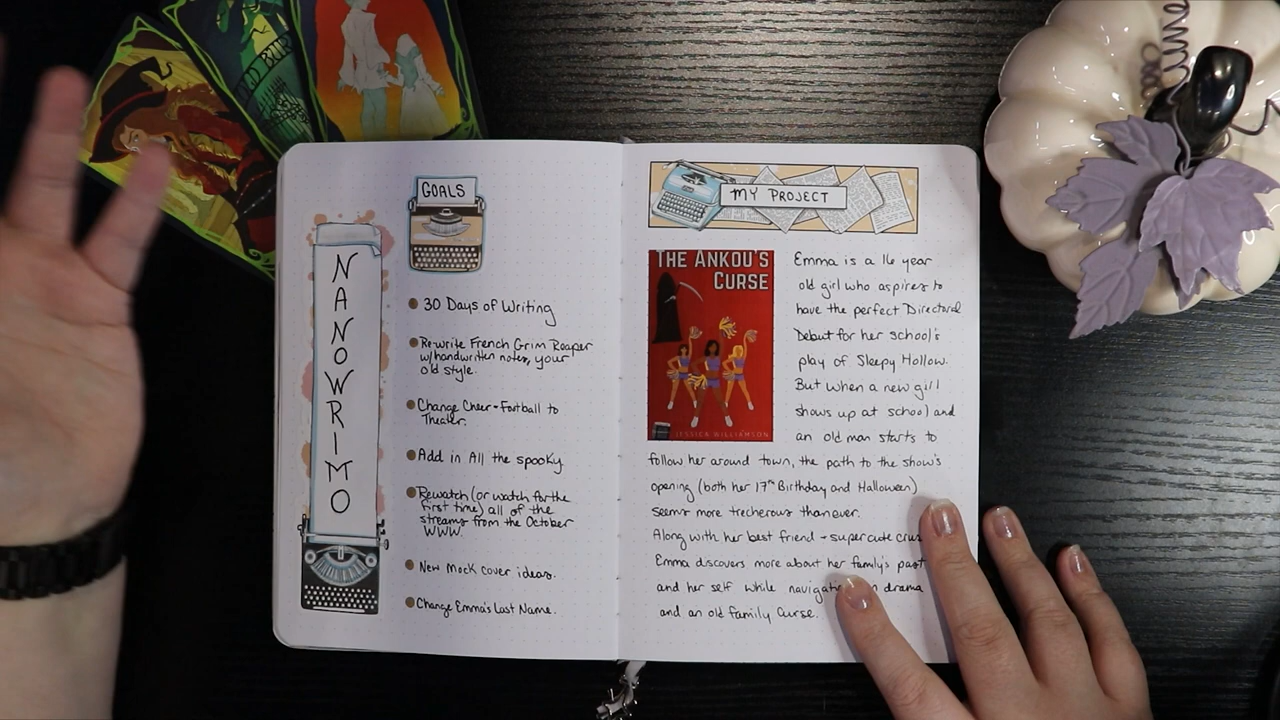 GOALS
NANOWRIMO
30 Days of Writing
Re-write French Grim Reaper
w/handwritten notes, your
old style.
Change Cheer-Football to
Theater.
Add in All the spooky
Rewatch (or watch for the
first time) all of the
streams from the October
WWW.
New Mock cover ideas.
Change Emma's Last Name.
MY PROJECT
THE ANKOU'S
CURSE
JESSICA WILLIAMSON
Emma is a 16 year
old girl who aspires to
have the perfect Directoral
Debut for her school's
play of Sleepy Hollow.
But when a new girl
shows up at school and
an old man starts to
follow her around town, the path to the show's
opening (both her 17th Birthday and Halloween)
seems more trecherous than ever.
Along with her best friend + super cute
Emma discovers more about her family's past
and her self while drama
and an old family Curse.